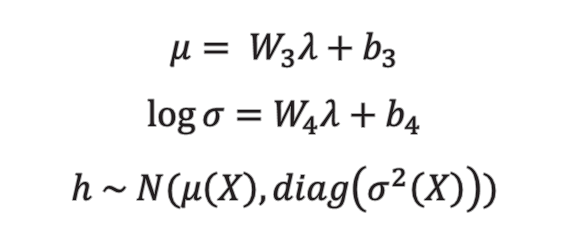 μ = W₃λ + b₃
log σ = W₄λ + b₄
h ~ N(μ(X), diag(σ²(X)))